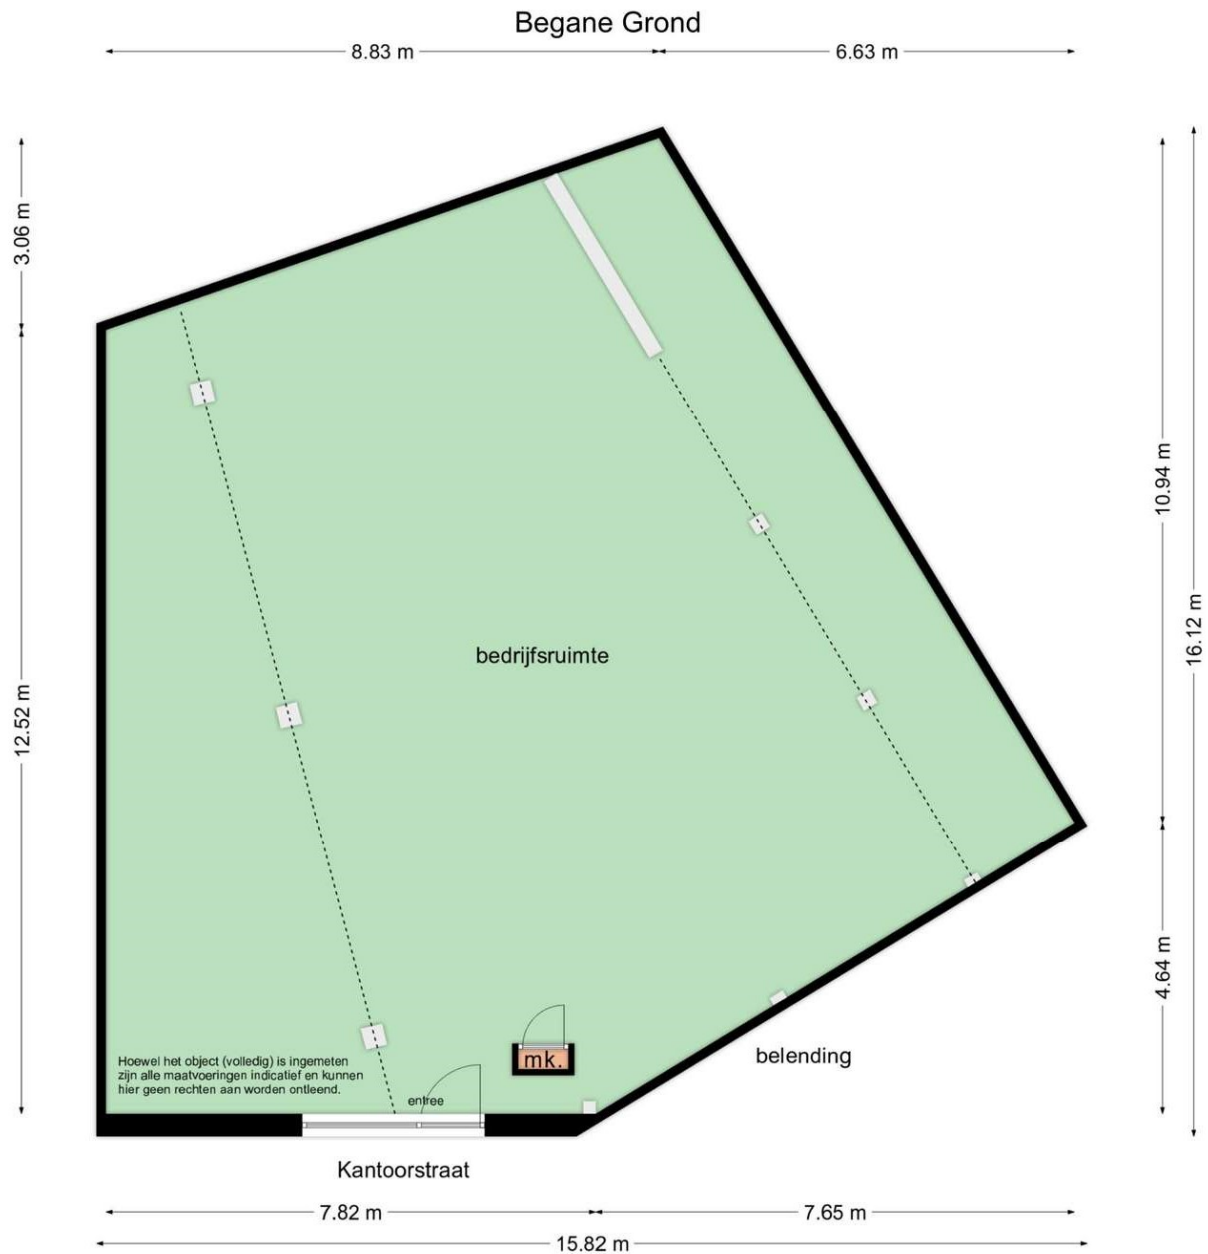 Begane Grond
8.83 m
6.63 m
3.06 m
12.52 m
10.94 m
4.64 m
16.12 m
bedrijfsruimte
mk.
entree
Hoewel het object (volledig) is ingemeten
zijn alle maatvoeringen indicatief en kunnen
hier geen rechten aan worden ontleend.
belending
Kantoorstraat
7.82 m
7.65 m
15.82 m